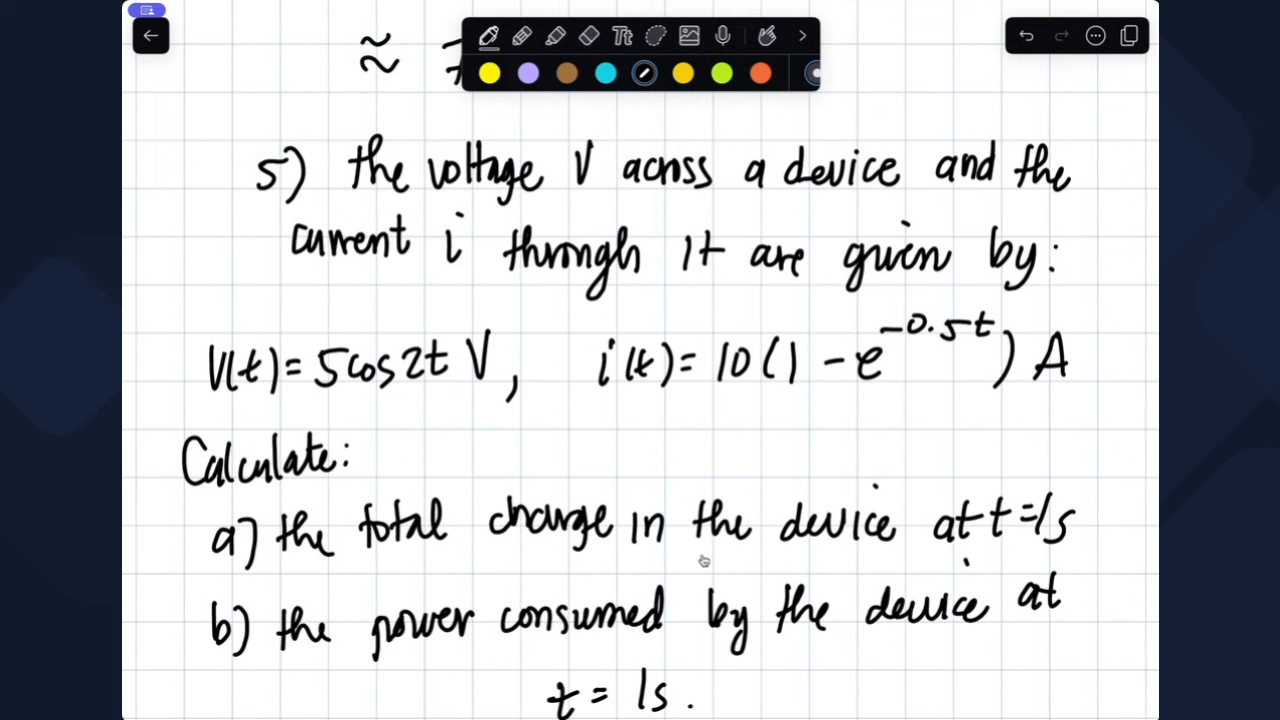 5) the voltage V across a device and the
current i through it are given by:
V(t) = 5cos2t V, i(t) = 10(1 - e^{-0.5t}) A
Calculate:
a) the total charge in the device at t = 1s
b) the power consumed by the device at
t = 1s.